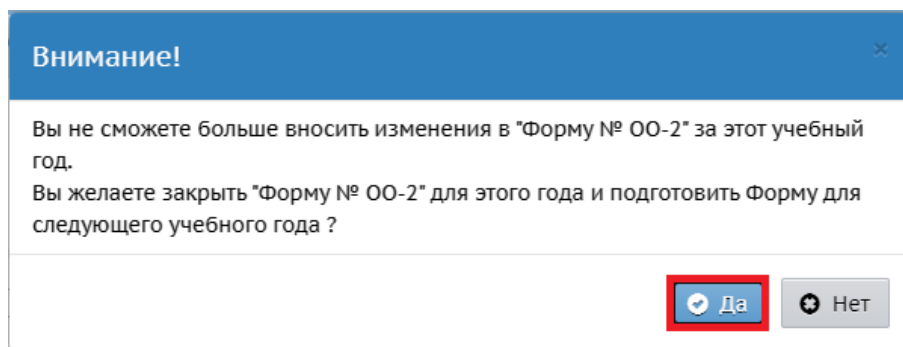 Внимание!
Вы не сможете больше вносить изменения в "Форму № ОО-2" за этот учебный
год.
Вы желаете закрыть "Форму № ОО-2" для этого года и подготовить Форму для
следующего учебного года ?
Да Нет